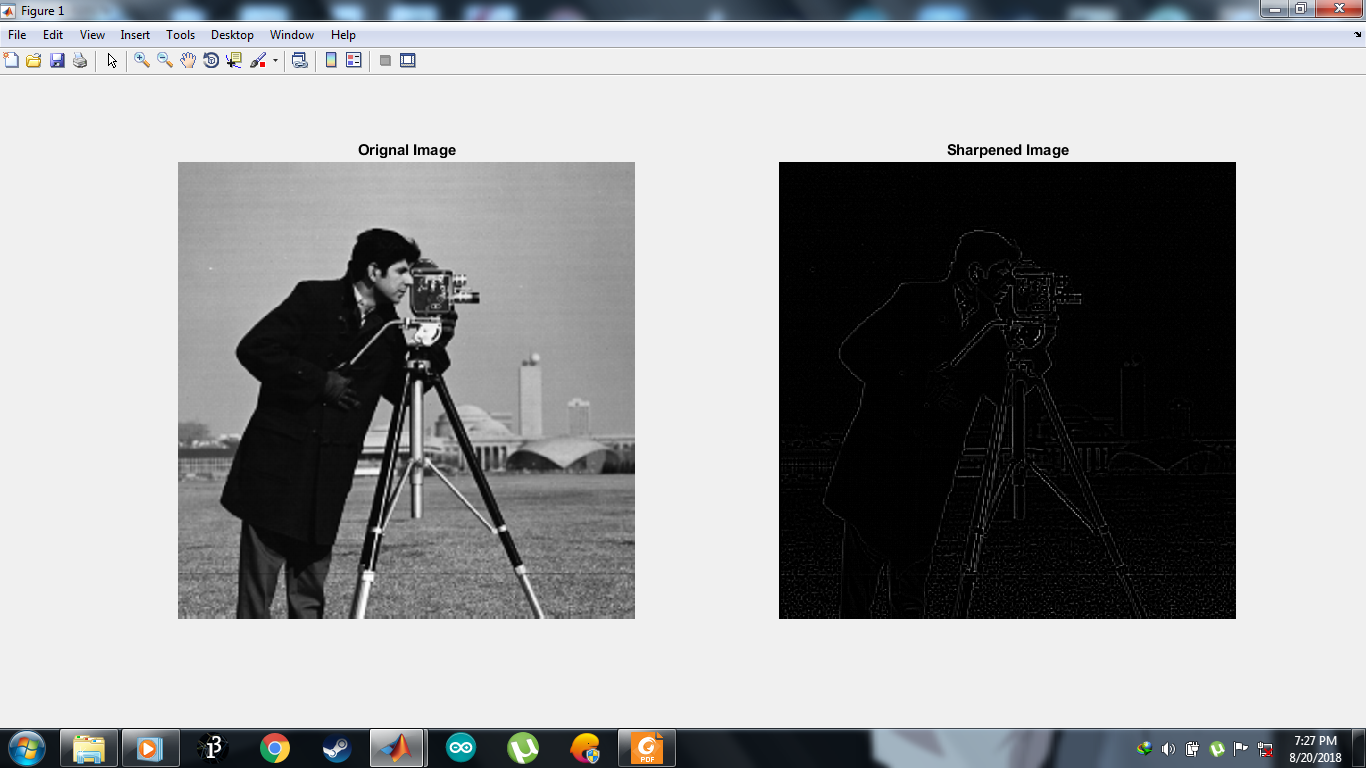 Figure 1
File Edit View Insert Tools Desktop Window Help
Orignal Image
Sharpened Image
PDF
7:27 PM
8/20/2018